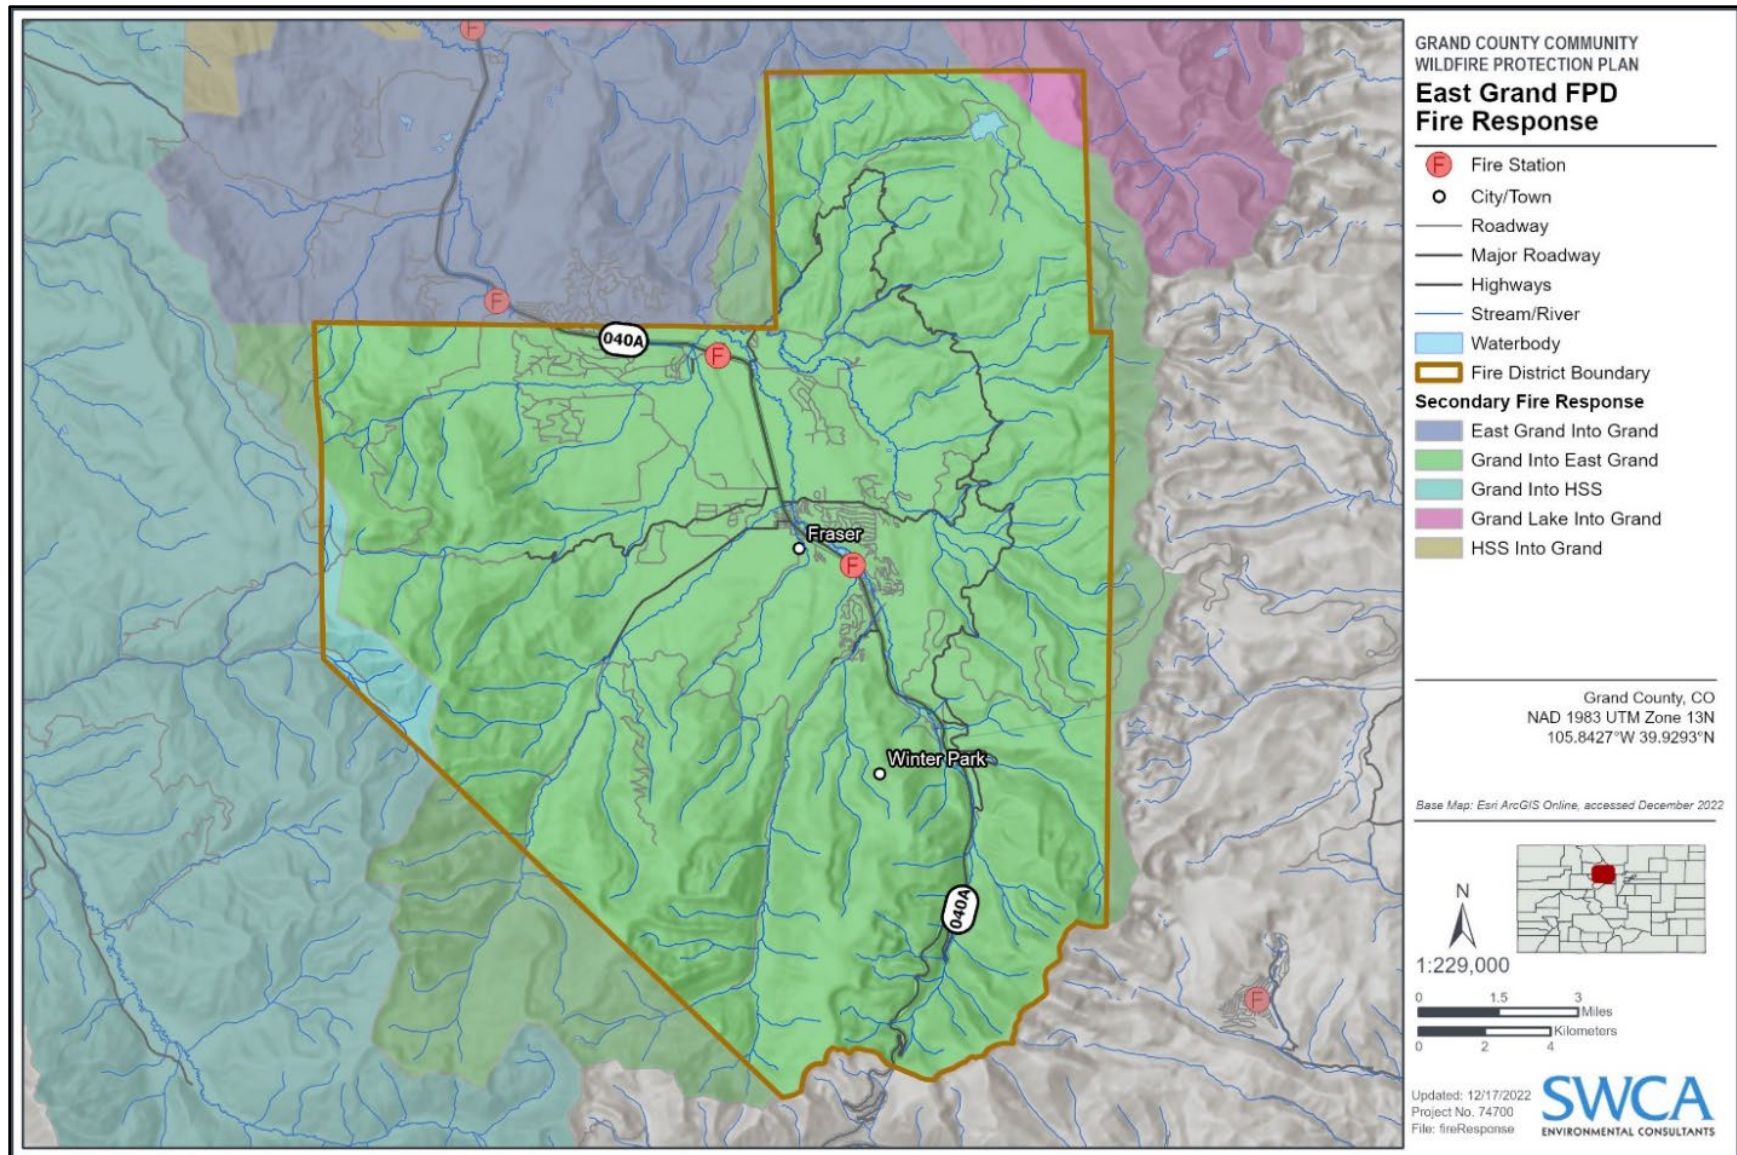 F
F
040A
F
Fraser
F
Winter Park
040A
F
GRAND COUNTY COMMUNITY
WILDFIRE PROTECTION PLAN
East Grand FPD
Fire Response
F Fire Station
City/Town
Roadway
Major Roadway
Highways
Stream/River
Waterbody
Fire District Boundary
Secondary Fire Response
East Grand Into Grand
Grand Into East Grand
Grand Into HSS
Grand Lake Into Grand
HSS Into Grand
Grand County, CO
NAD 1983 UTM Zone 13N
105.8427°W 39.9293°N
Base Map: Esri ArcGIS Online, accessed December 2022
N
1:229,000
0 1.5 3
Miles
Kilometers
0 2 4
Updated: 12/17/2022
Project No. 74700
File: fireResponse
SWCA
ENVIRONMENTAL CONSULTANTS